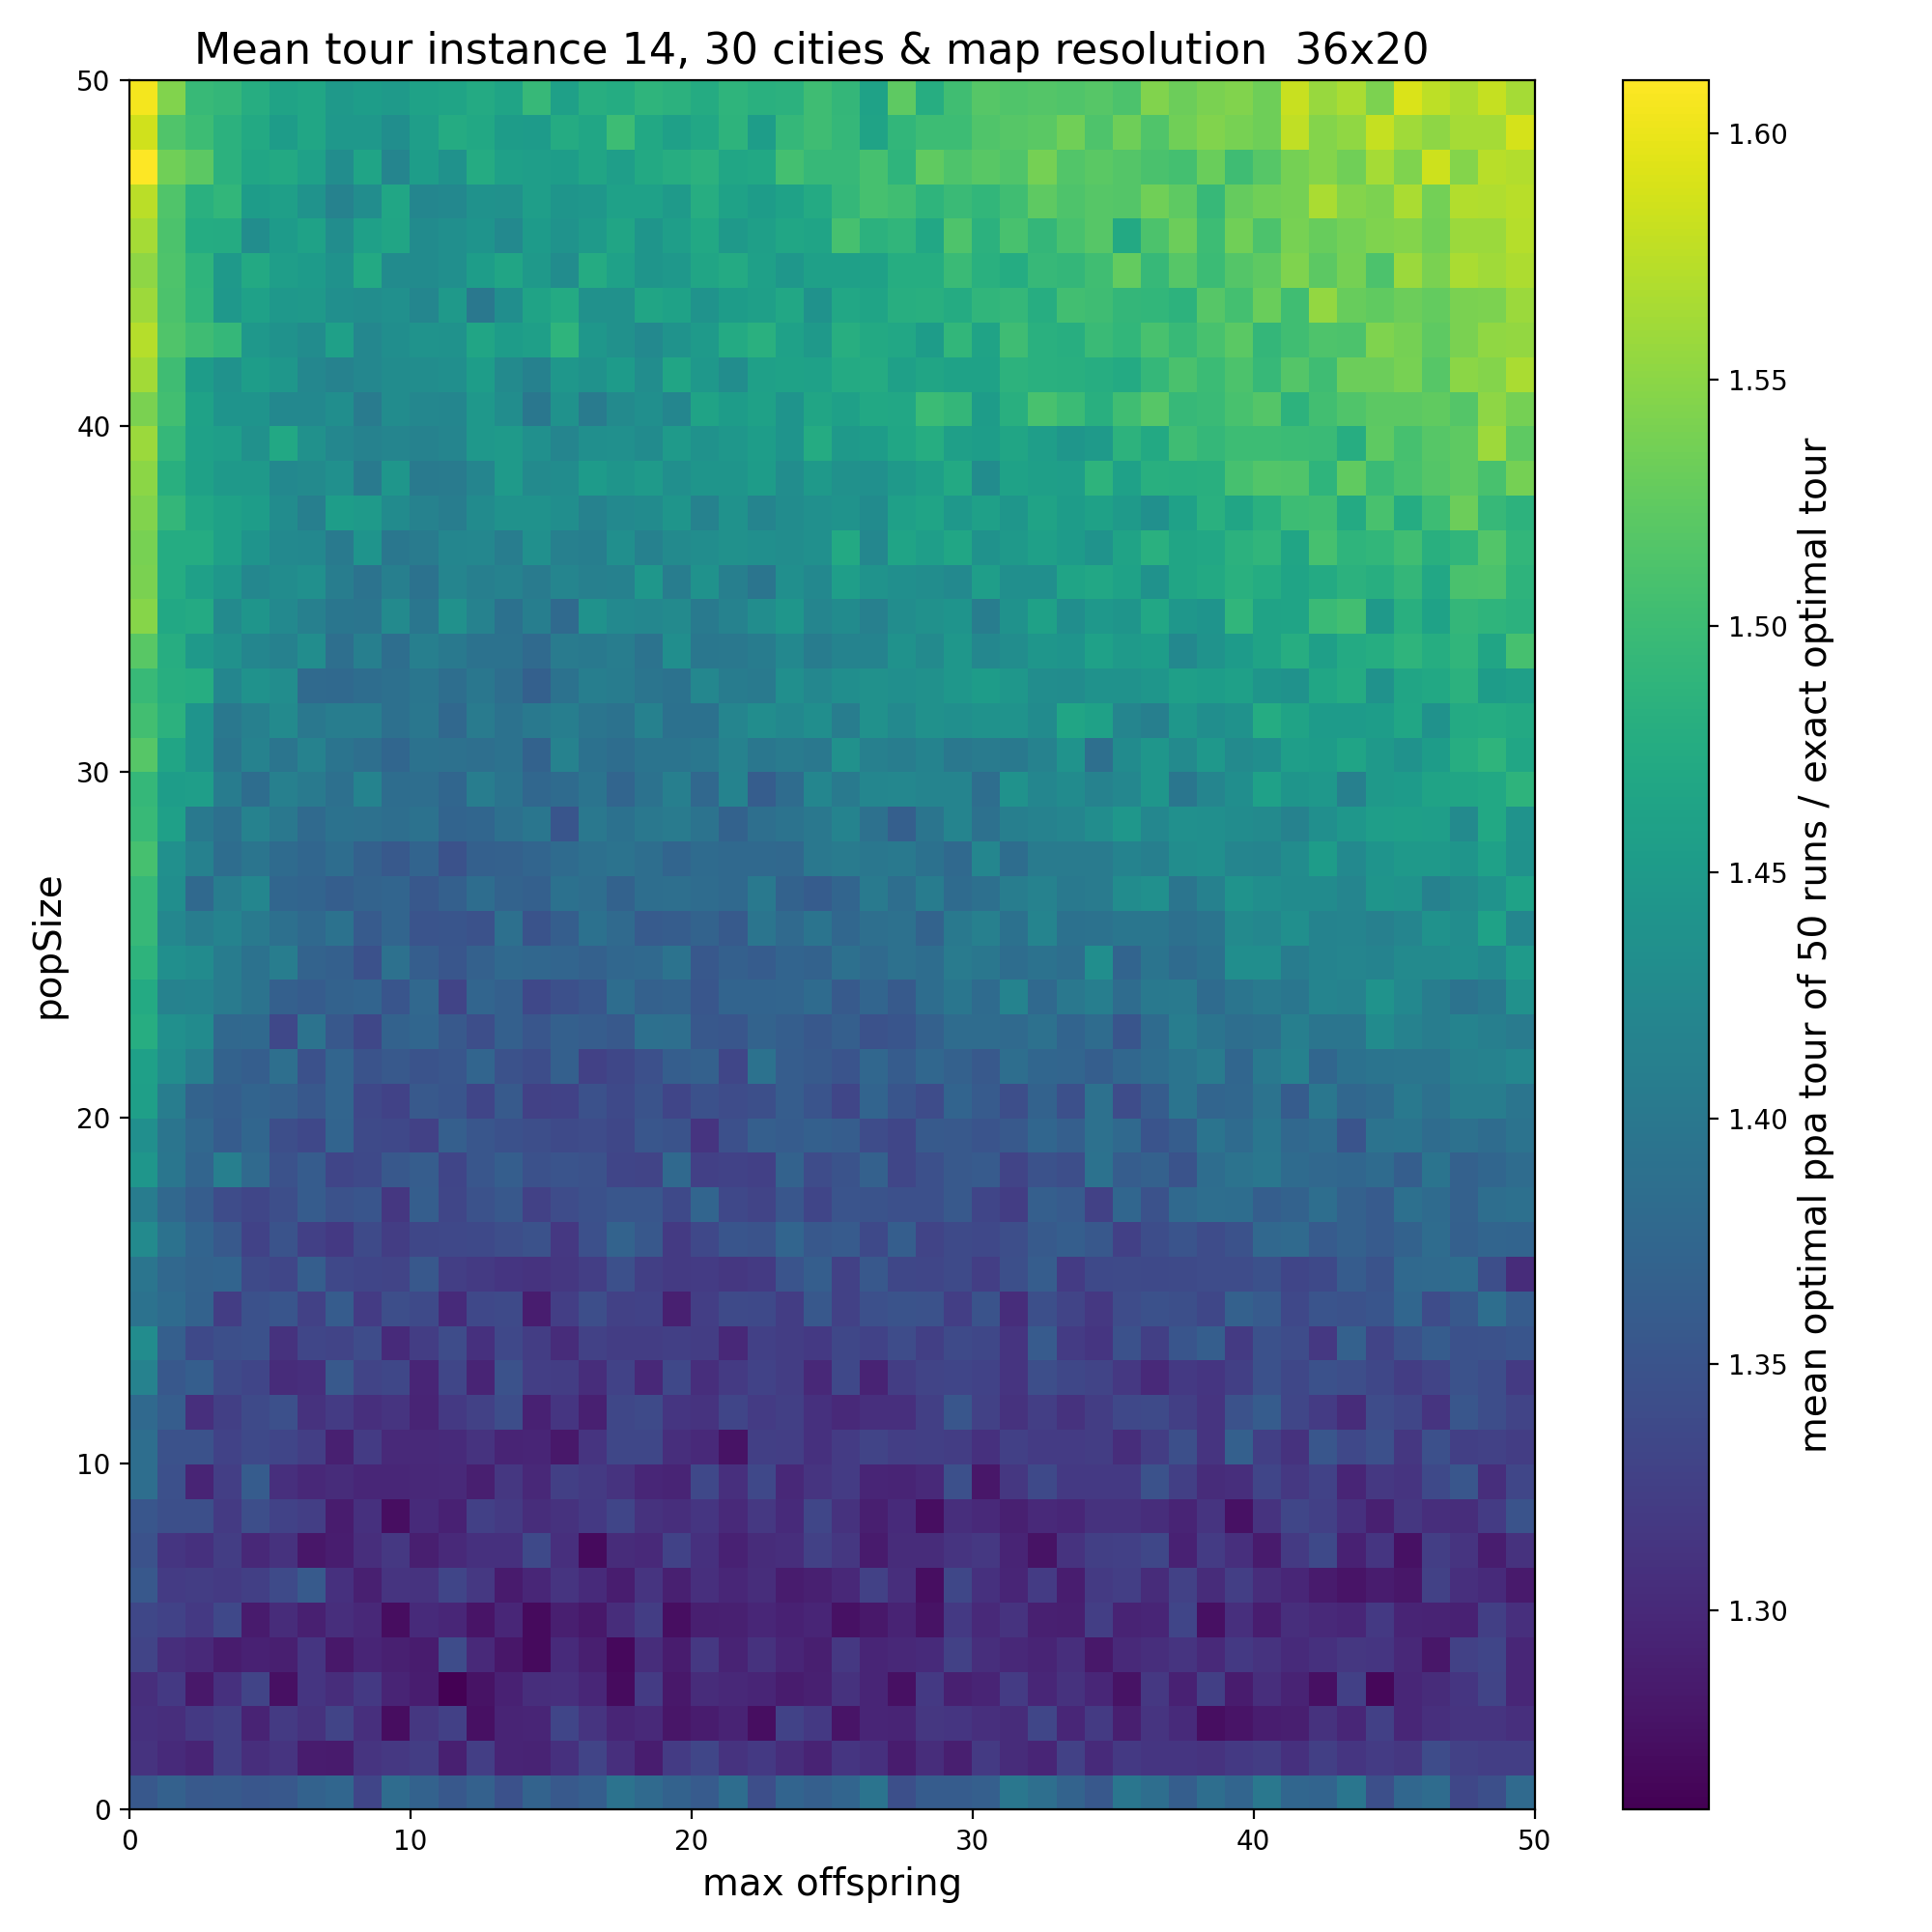 Mean tour instance 14, 30 cities & map resolution  36x20
50
40
30
20
10
0
popSize
0 10 20 30 40 50
max offspring
1.60
1.55
1.50
1.45
1.40
1.35
1.30
mean optimal ppa tour of 50 runs / exact optimal tour